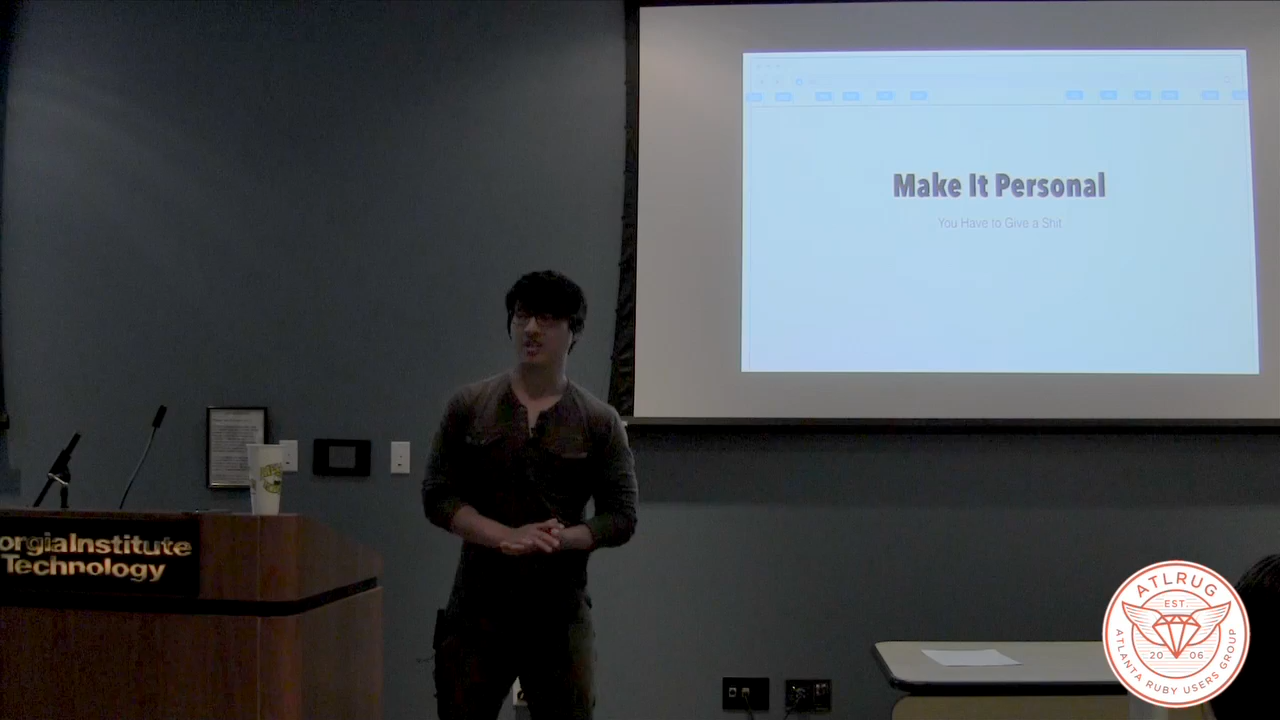 Make It Personal
You Have to Give a Shit
orgiaInstitute
Technology
ATLRUG
EST.
20 06
ATLANTA RUBY USERS GROUP